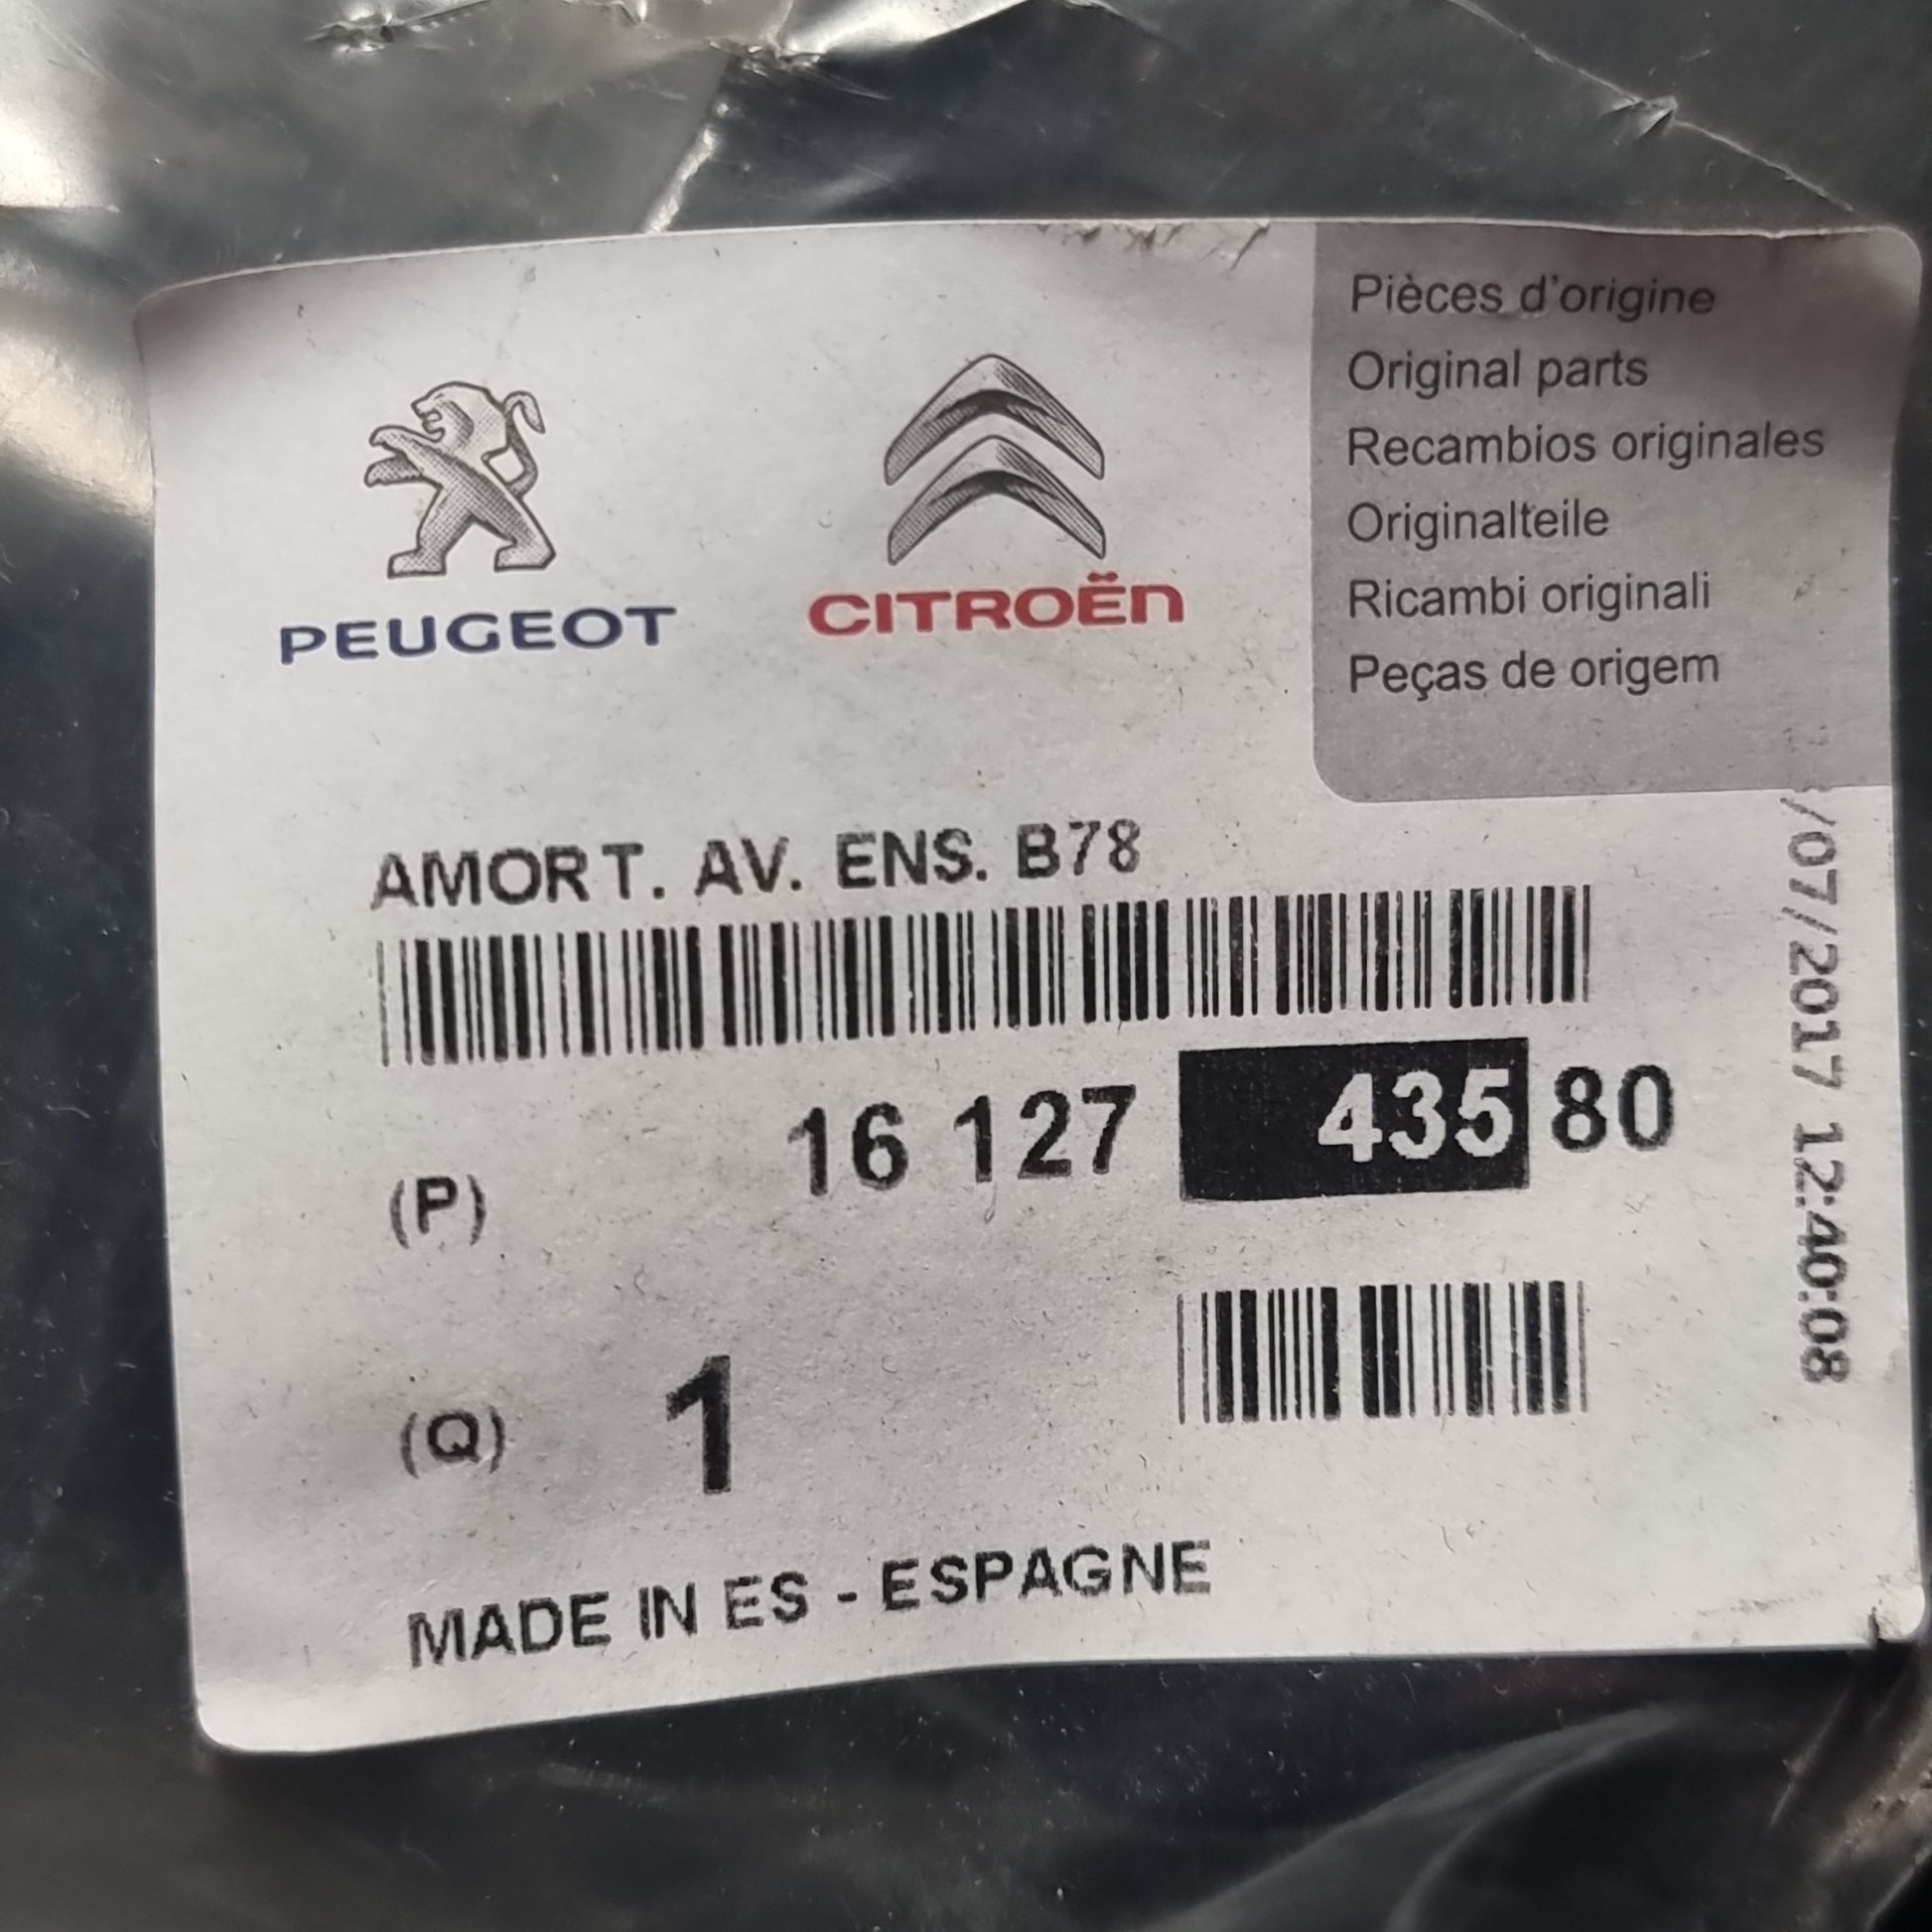 PEUGEOT
CITROËn
Pièces d'origine
Original parts
Recambios originales
Originalteile
Ricambi originali
Peças de origem
AMORT. AV. ENS. B78
(P) 16 127 435 80
(Q) 1
MADE IN ES - ESPAGNE
/07/2017 12:40:08